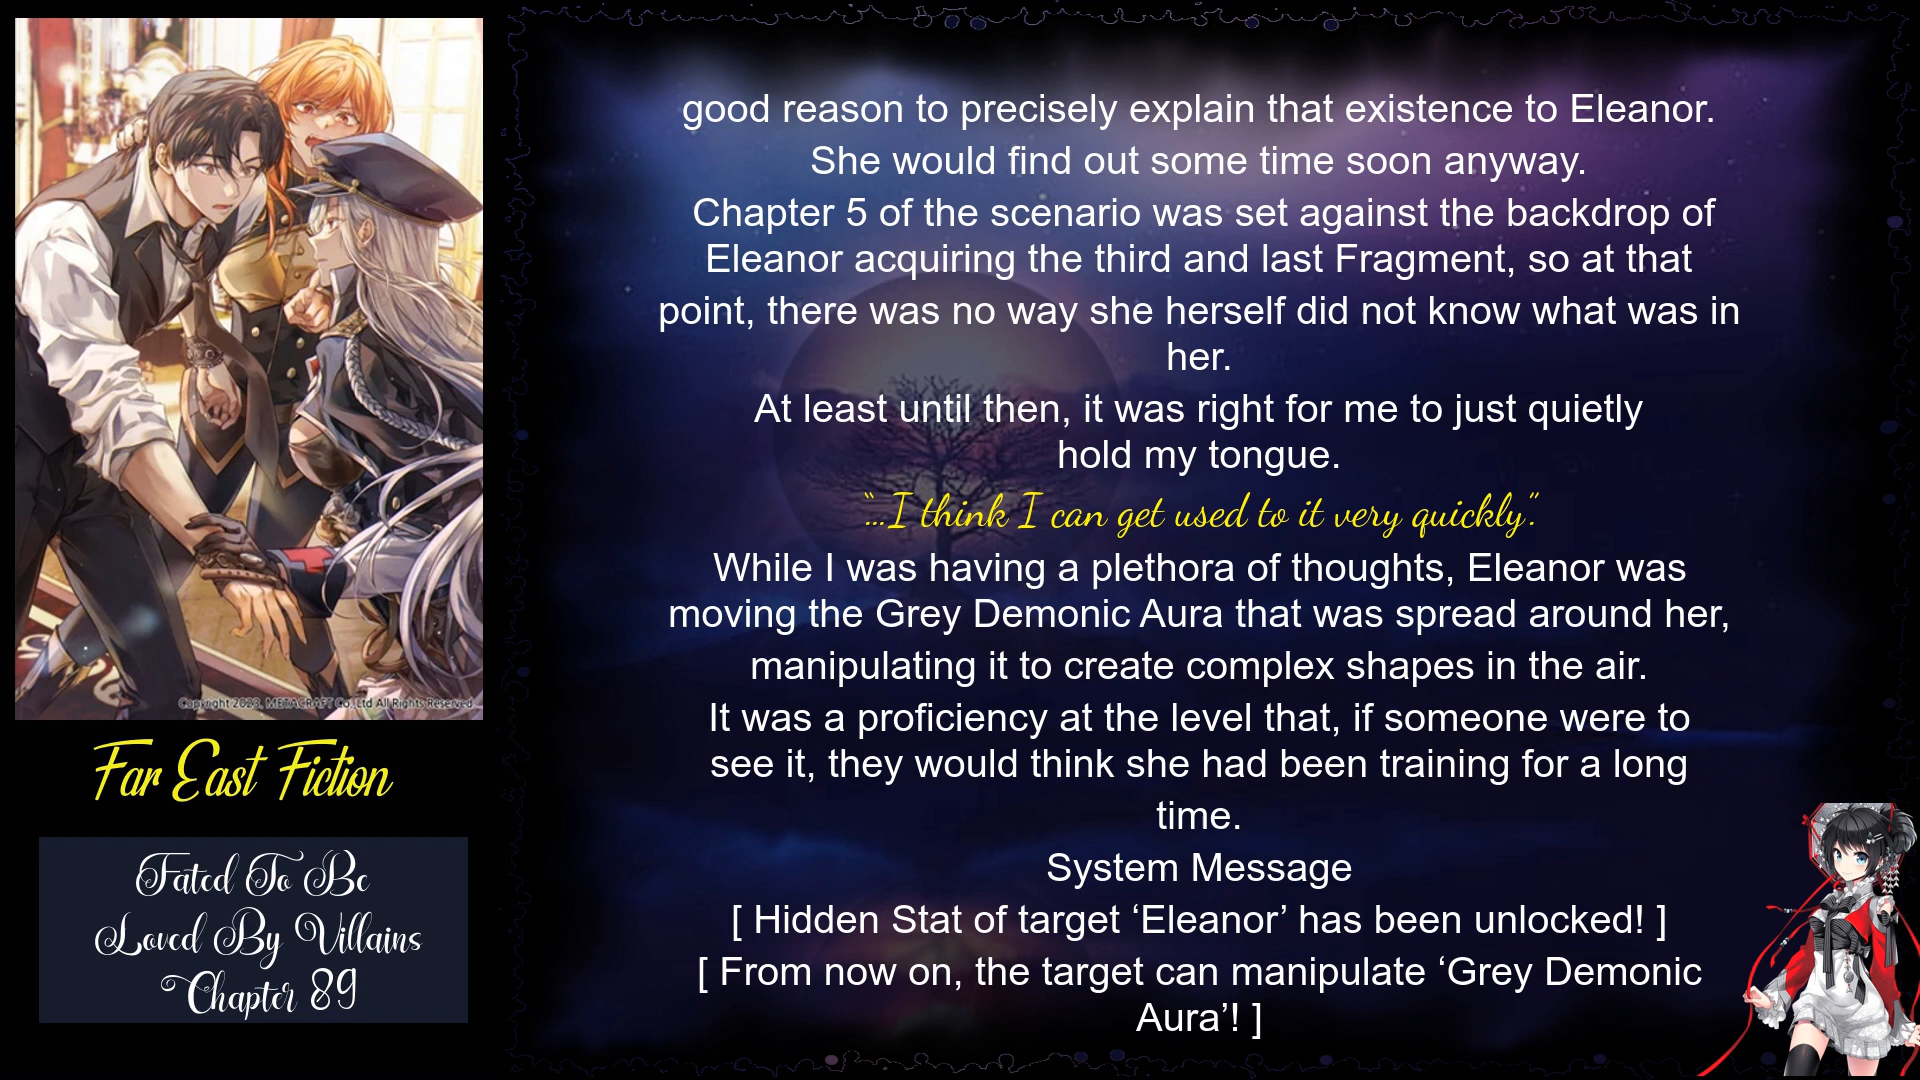 good reason to precisely explain that existence to Eleanor.
She would find out some time soon anyway.
Chapter 5 of the scenario was set against the backdrop of
Eleanor acquiring the third and last Fragment, so at that
point, there was no way she herself did not know what was in
her.
At least until then, it was right for me to just quietly
hold my tongue.
“...I think I can get used to it very quickly.”
While I was having a plethora of thoughts, Eleanor was
moving the Grey Demonic Aura that was spread around her,
manipulating it to create complex shapes in the air.
It was a proficiency at the level that, if someone were to
see it, they would think she had been training for a long
time.
System Message
[ Hidden Stat of target ‘Eleanor’ has been unlocked! ]
[ From now on, the target can manipulate ‘Grey Demonic
Aura’! ]
Copyright 2023. METACRAFT Co.,Ltd All Rights Reserved
Far East Fiction
Fated To Be
Loved By Villains
Chapter 89